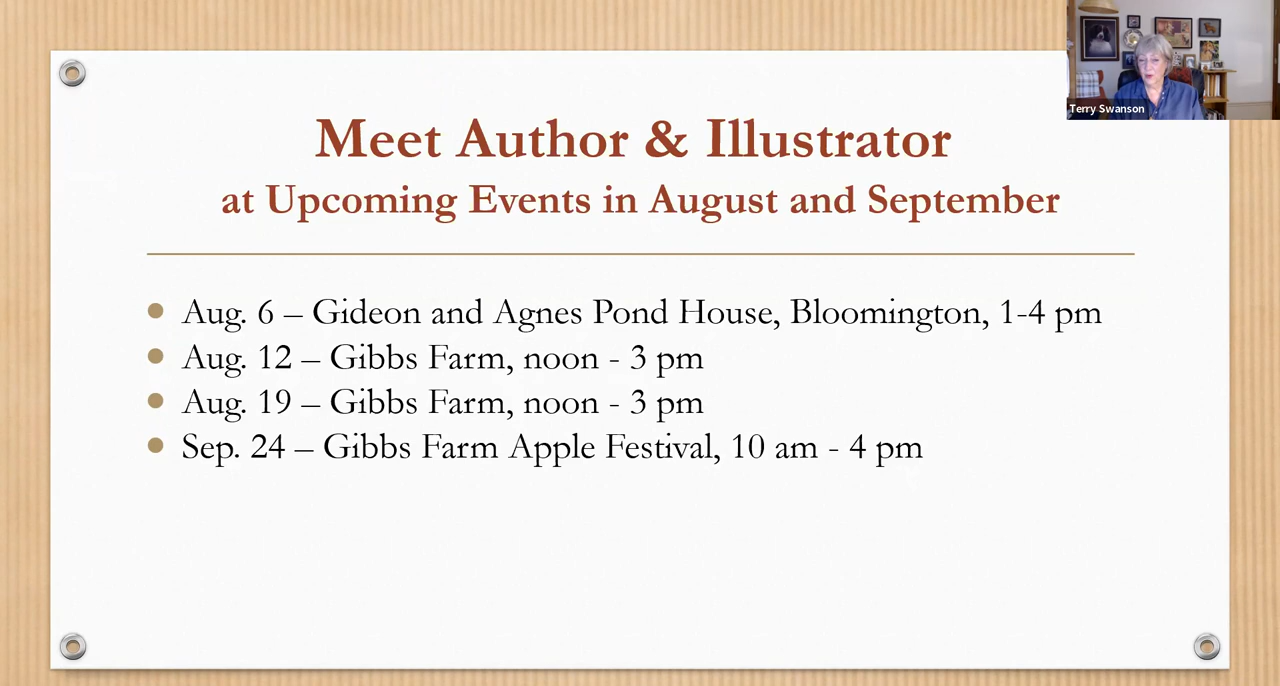 Terry Swanson
Meet Author & Illustrator
at Upcoming Events in August and September
Aug. 6 – Gideon and Agnes Pond House, Bloomington, 1-4 pm
Aug. 12 – Gibbs Farm, noon - 3 pm
Aug. 19 – Gibbs Farm, noon - 3 pm
Sep. 24 – Gibbs Farm Apple Festival, 10 am - 4 pm